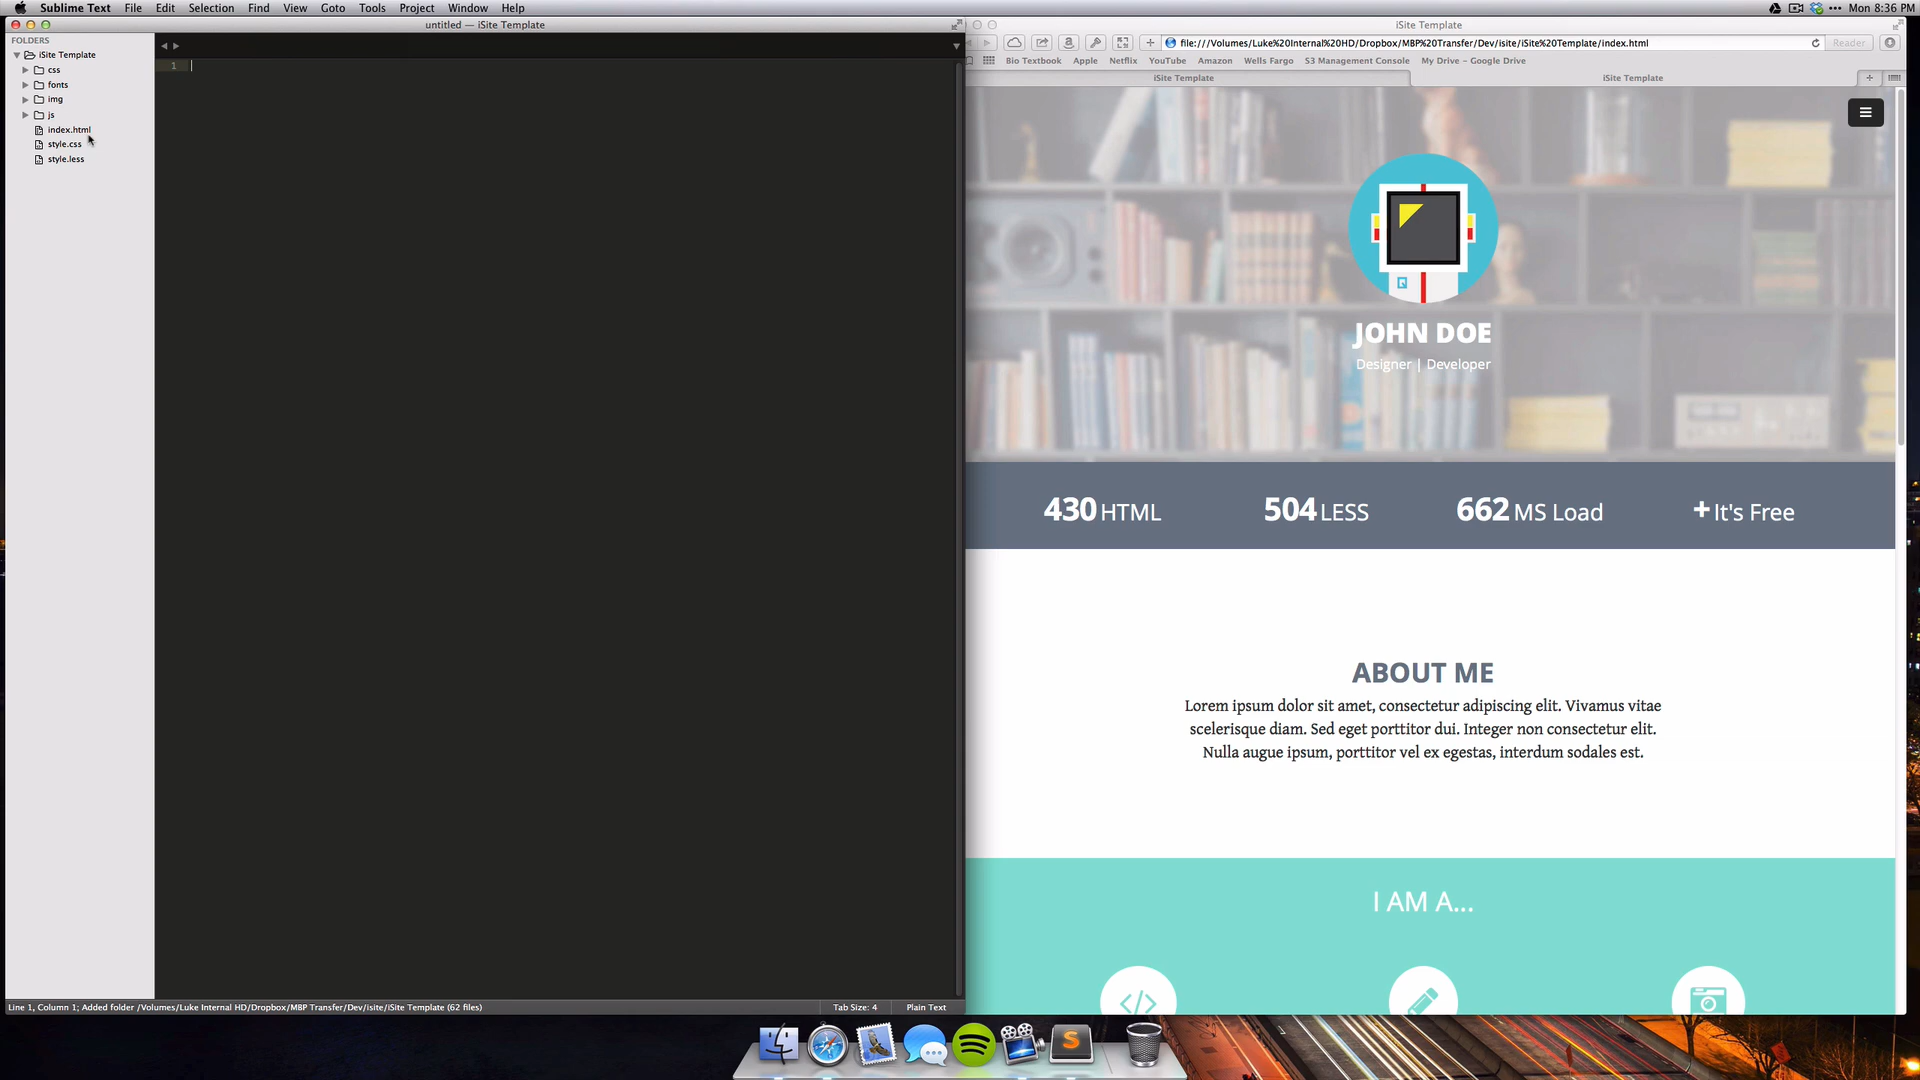 Sublime Text File Edit Selection Find View Goto Tools Project Window Help
Mon 8:36 PM
untitled — iSite Template
FOLDERS
iSite Template
css
fonts
img
js
index.html
style.css
style.less
1
Line 1, Column 1; Added folder /Volumes/Luke Internal HD/Dropbox/MBP Transfer/Dev/isite/iSite Template (62 files)
Tab Size: 4
Plain Text
iSite Template
file:///Volumes/Luke%20Internal%20HD/Dropbox/MBP%20Transfer/Dev/isite/iSite%20Template/index.html
Reader
Bio Textbook Apple Netflix YouTube Amazon Wells Fargo S3 Management Console My Drive – Google Drive
iSite Template
iSite Template
JOHN DOE
Designer | Developer
430 HTML
504 LESS
662 MS Load
+ It's Free
ABOUT ME
Lorem ipsum dolor sit amet, consectetur adipiscing elit. Vivamus vitae
scelerisque diam. Sed eget porttitor dui. Integer non consectetur elit.
Nulla augue ipsum, porttitor vel ex egestas, interdum sodales est.
I AM A...